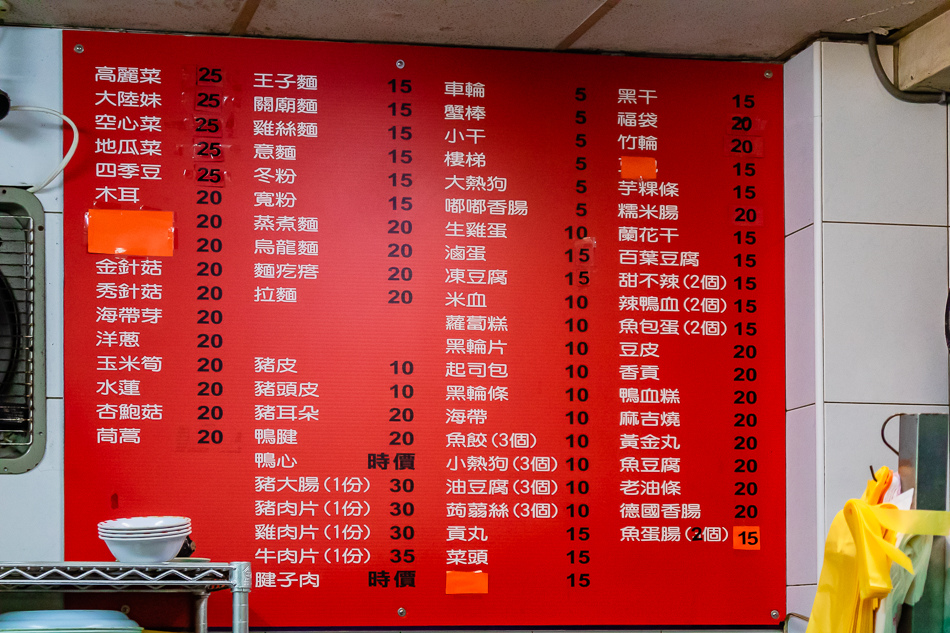 高麗菜 25
大陸妹 25
空心菜 25
地瓜菜 25
四季豆 25
木耳 20
20
金針菇 20
秀針菇 20
海帶芽 20
洋蔥 20
玉米筍 20
水蓮 20
杏鮑菇 20
茼蒿 20
王子麵 15
關廟麵 15
雞絲麵 15
意麵 15
冬粉 15
寬粉 15
蒸煮麵 20
烏龍麵 20
麵疙瘩 20
拉麵 20
豬皮 10
豬頭皮 10
豬耳朵 20
鴨腱 20
鴨心 時價
豬大腸(1份) 30
豬肉片(1份) 30
雞肉片(1份) 30
牛肉片(1份) 35
腱子肉 時價
車輪 5
蟹棒 5
小干 5
樓梯 5
大熱狗 5
嘟嘟香腸 5
生雞蛋 10
滷蛋 15
凍豆腐 15
米血 10
蘿蔔糕 10
黑輪片 10
起司包 10
黑輪條 10
海帶 10
魚餃(3個) 10
小熱狗(3個) 10
油豆腐(3個) 10
蒟蒻絲(3個) 10
貢丸 15
菜頭 15
15
黑干 15
福袋 20
竹輪 20
15
芋粿條 15
糯米腸 20
蘭花干 15
百葉豆腐 15
甜不辣(2個) 15
辣鴨血(2個) 15
魚包蛋(2個) 15
豆皮 20
香貢 20
鴨血糕 20
麻吉燒 20
黃金丸 20
魚豆腐 20
老油條 20
德國香腸 20
魚蛋腸(2個) 15